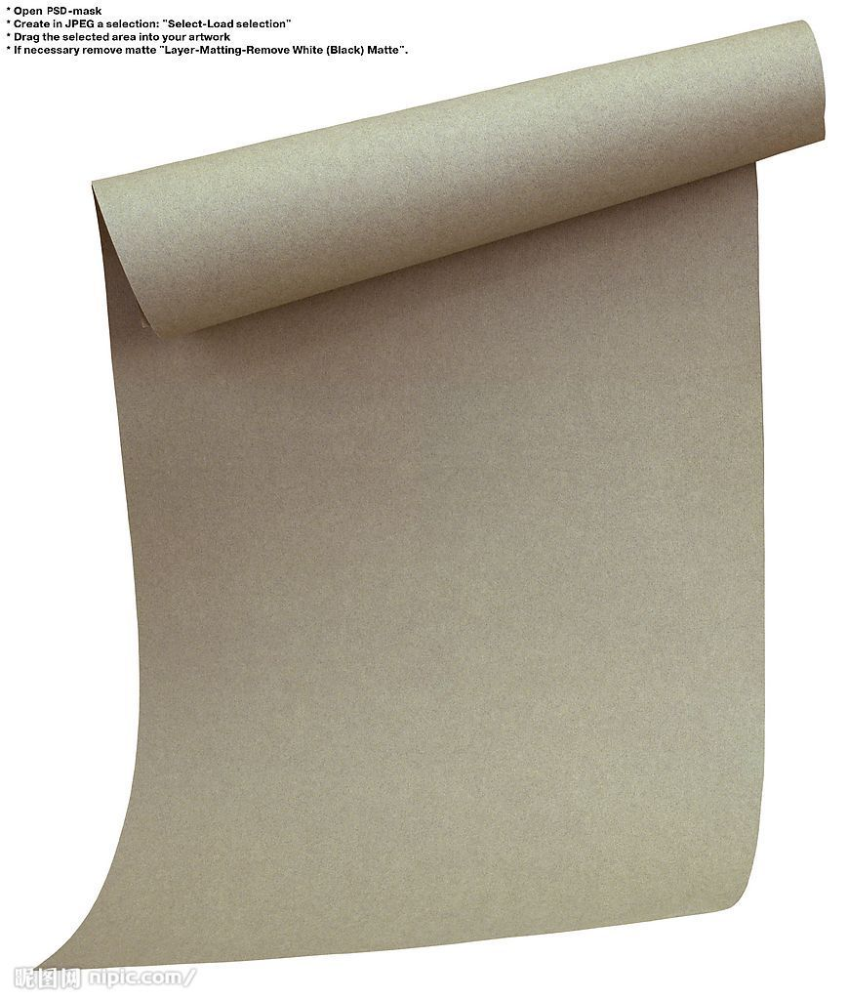 * Open PSD-mask
* Create in JPEG a selection: "Select-Load selection"
* Drag the selected area into your artwork
* If necessary remove matte "Layer-Matting-Remove White (Black) Matte".
昵图网 nipic.com/